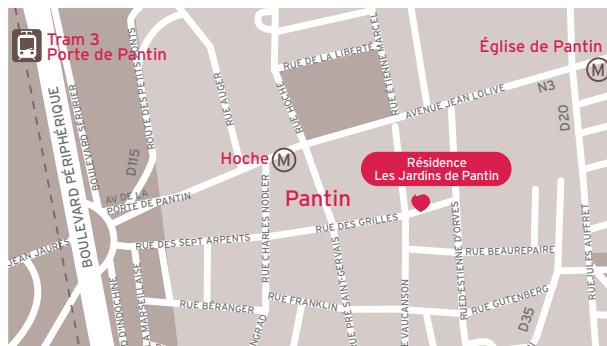 Tram 3
Porte de Pantin
Église de Pantin
M
N3
D20
RUE DE LA LIBERTÉ
RUE ÉTIENNE MARCEL
ROUTE DES PETITS PONTS
BOULEVARD SÉRURIER
BOULEVARD PÉRIPHÉRIQUE
RUE AUGER
RUE HOCHE
AVENUE JEAN LOLIVE
D115
Hoche M
Résidence
Les Jardins de Pantin
AV DE LA
PORTE DE PANTIN
Pantin
RUE CHARLES NODIER
RUE DES GRILLES
RUE DES SEPT ARPENTS
JEAN JAURÈS
RUE D'ESTIENNE D'ORVES
RUE BEAUREPAIRE
RUE JULES AUFFRET
RUE PRÉ SAINT-GERVAIS
E VAUCANSON
D'INDOCHINE
LA MARSEILLAISE
RUE BÉRANGER
RUE FRANKLIN
NGRAD
RUE GUTENBERG
D35